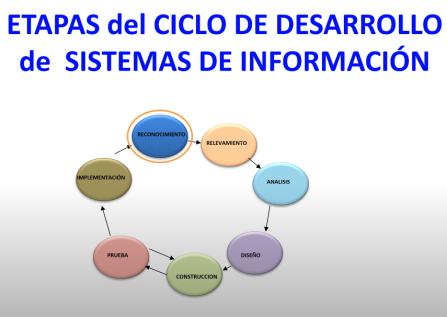 ETAPAS del CICLO DE DESARROLLO
de SISTEMAS DE INFORMACIÓN
RECONOCIMIENTO
RELEVAMIENTO
ANALISIS
DISEÑO
CONSTRUCCION
PRUEBA
IMPLEMENTACIÓN